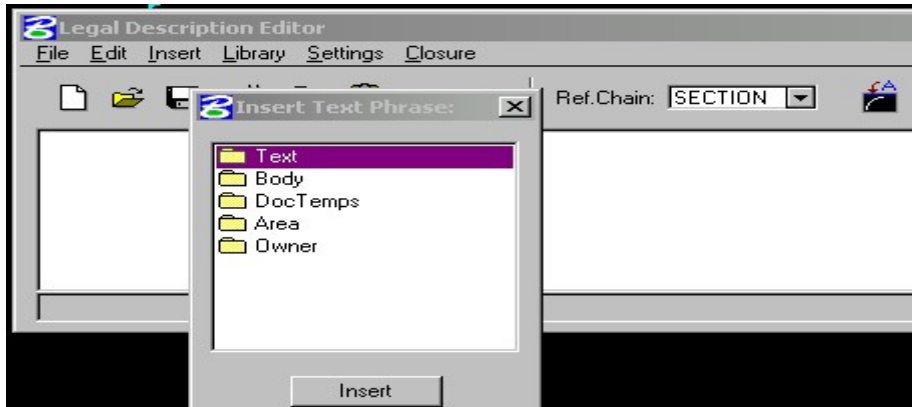 Legal Description Editor
File Edit Insert Library Settings Closure
Ref.Chain: SECTION
Insert Text Phrase:
Text
Body
DocTemps
Area
Owner
Insert